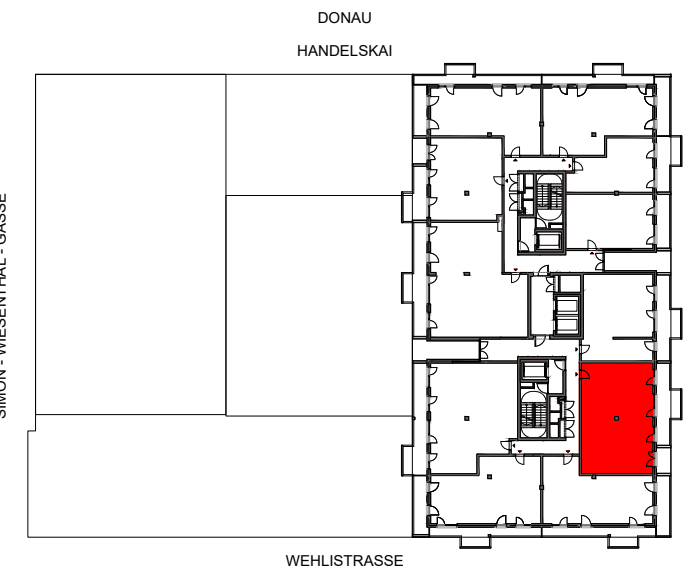 DONAU
HANDELSKAI
SIMON - WIESENTHAL - GASSE
WEHLISTRASSE